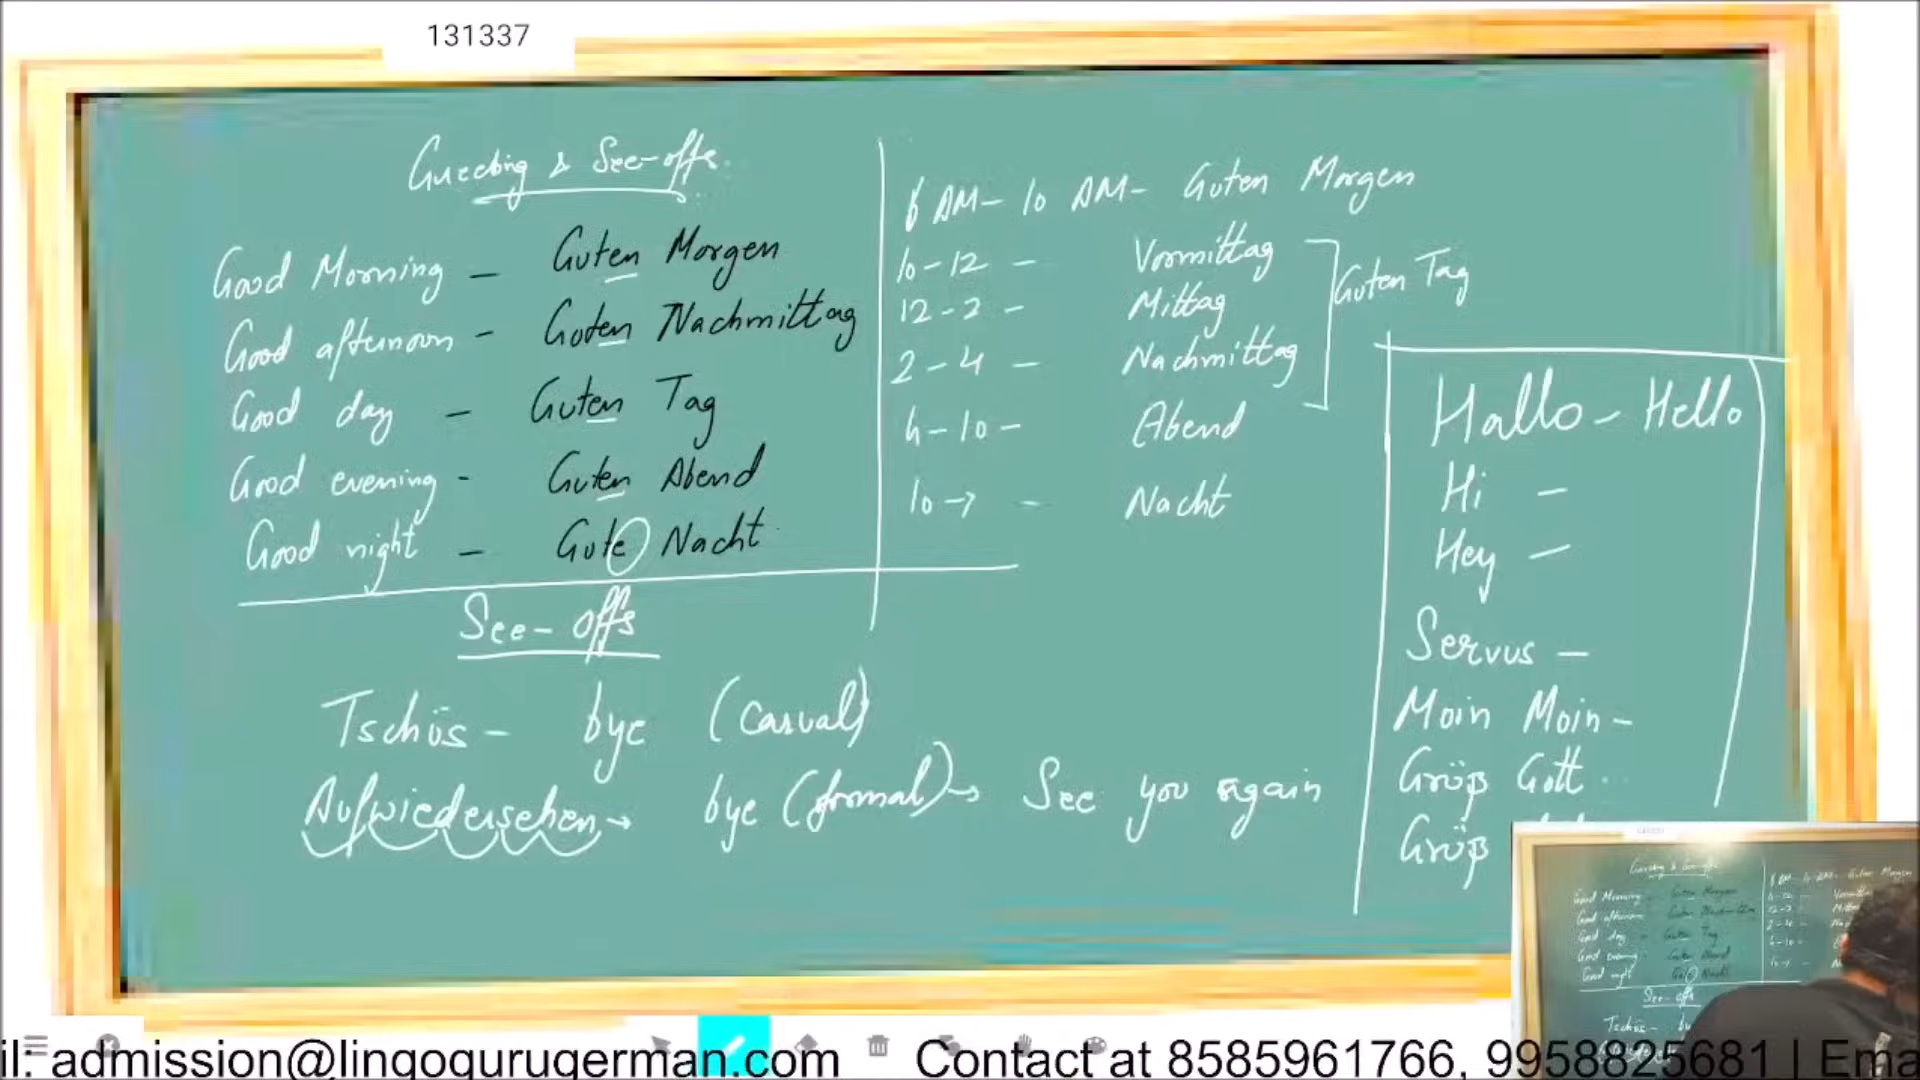 131337
Greeting & See-offs
Good Morning - Guten Morgen
Good afternoon - Guten Nachmittag
Good day - Guten Tag
Good evening - Guten Abend
Good night - Gute Nacht
6 AM- 10 AM- Guten Morgen
10-12 - Vormittag
12-2 - Mittag
2-4 - Nachmittag
Guten Tag
4-10- Abend
10-> - Nacht
Hallo - Hello
Hi -
Hey -
Servus -
Moin Moin -
Grüß Gott
Grüß
See-offs
Tschüs - bye (casual)
Aufwiedersehen -> bye (formal) -> See you again
il: admission@lingogurugerman.com Contact at 8585961766, 9958825681 | Ema